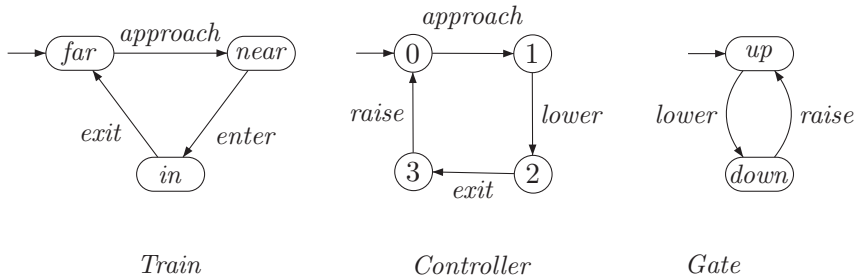 approach
far
near
exit
enter
in
Train
approach
0
1
raise
lower
3
2
exit
Controller
up
lower
raise
down
Gate